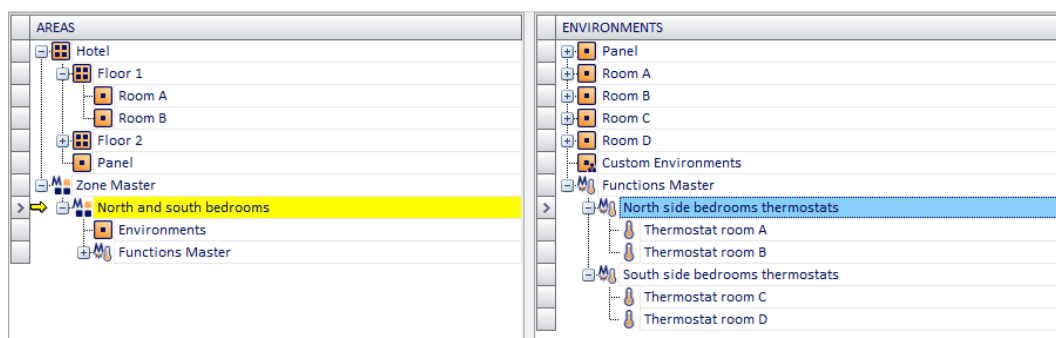 AREAS
Hotel
Floor 1
Room A
Room B
Floor 2
Panel
Zone Master
North and south bedrooms
Environments
Functions Master
ENVIRONMENTS
Panel
Room A
Room B
Room C
Room D
Custom Environments
Functions Master
North side bedrooms thermostats
Thermostat room A
Thermostat room B
South side bedrooms thermostats
Thermostat room C
Thermostat room D